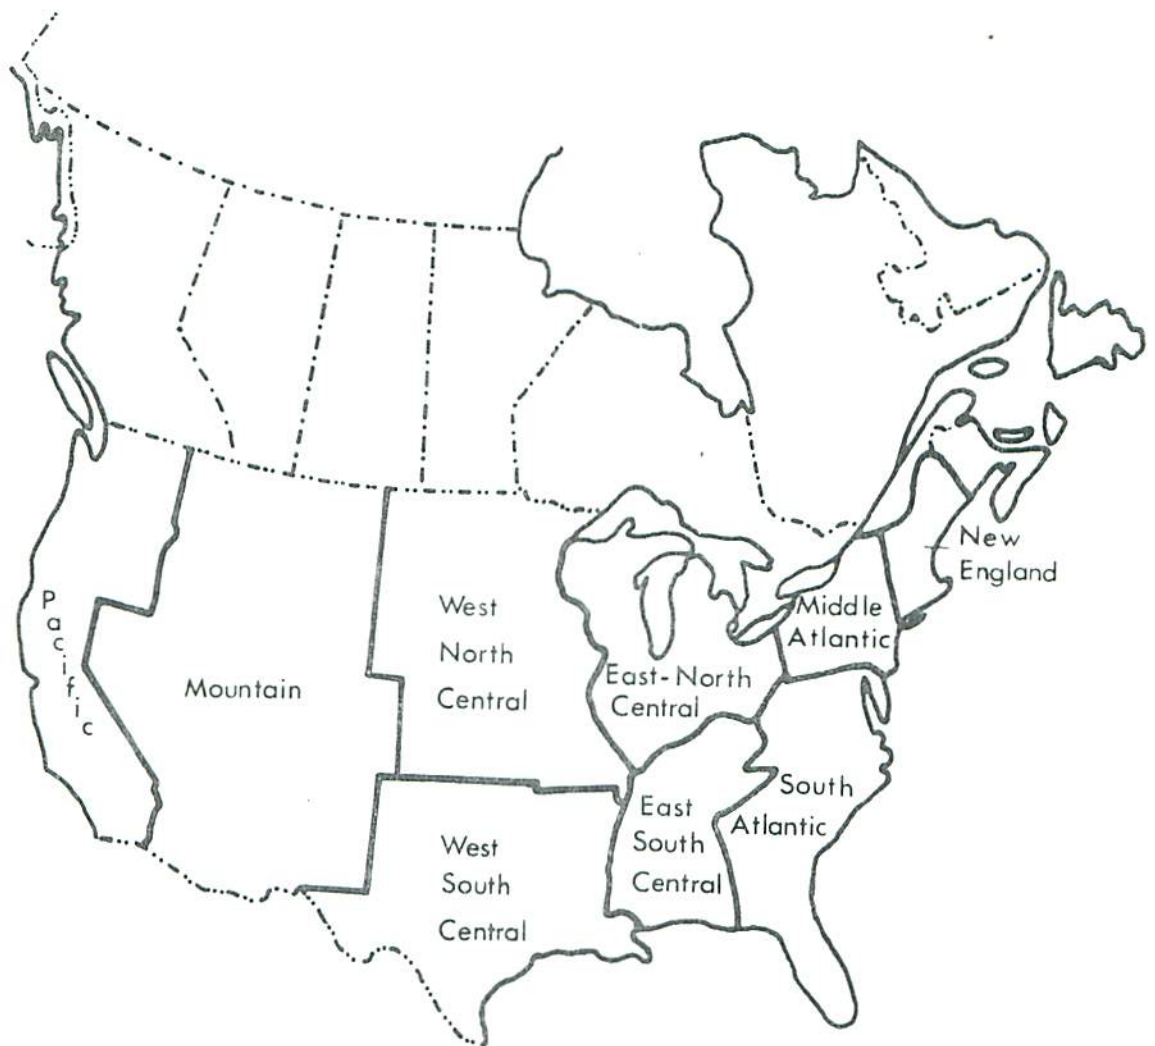 New
England
Pacific
West
North
Central
Middle
Atlantic
Mountain
East-North
Central
South
Atlantic
East
South
Central
West
South
Central